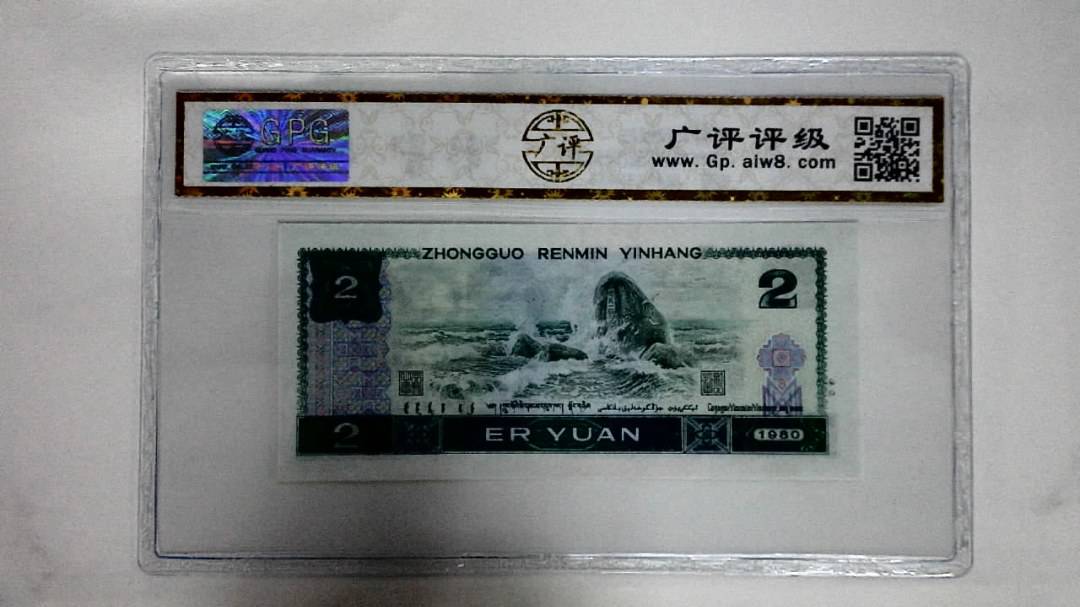 GPG
广评
广评评级
www.Gp.aiw8.com
ZHONGGUO RENMIN YINHANG
2
2
2
ER YUAN
1980